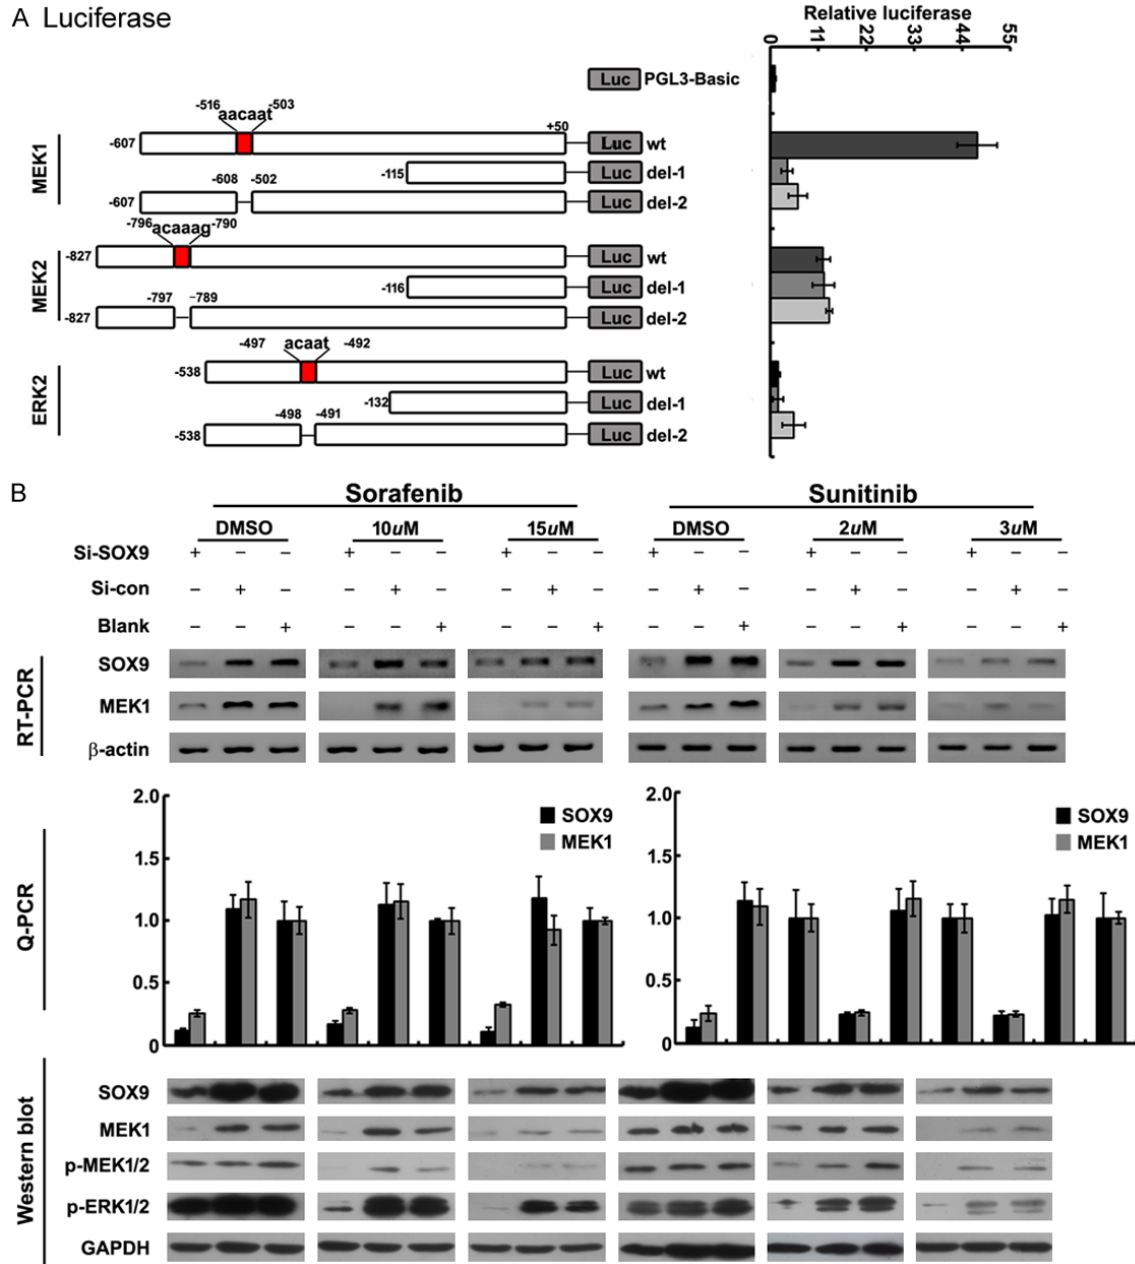 A Luciferase
Relative luciferase
0 11 22 33 44 55
Luc PGL3-Basic
MEK1
-516 aacaat -503
-607 +50 Luc wt
-115 Luc del-1
-608 -502
-607 Luc del-2
MEK2
-796 acaaag -790
-827 Luc wt
-116 Luc del-1
-797 -789
-827 Luc del-2
ERK2
-497 acaat -492
-538 Luc wt
-132 Luc del-1
-498 -491
-538 Luc del-2
B
Sorafenib Sunitinib
DMSO 10uM 15uM DMSO 2uM 3uM
Si-SOX9 + – – + – – + – – + – – + – – + – –
Si-con – + – – + – – + – – + – – + – – + –
Blank – – + – – + – – + – – + – – + – – +
RT-PCR
SOX9
MEK1
β-actin
Q-PCR
2.0
1.5
1.0
0.5
0
SOX9
MEK1
2.0
1.5
1.0
0.5
0
SOX9
MEK1
Western blot
SOX9
MEK1
p-MEK1/2
p-ERK1/2
GAPDH